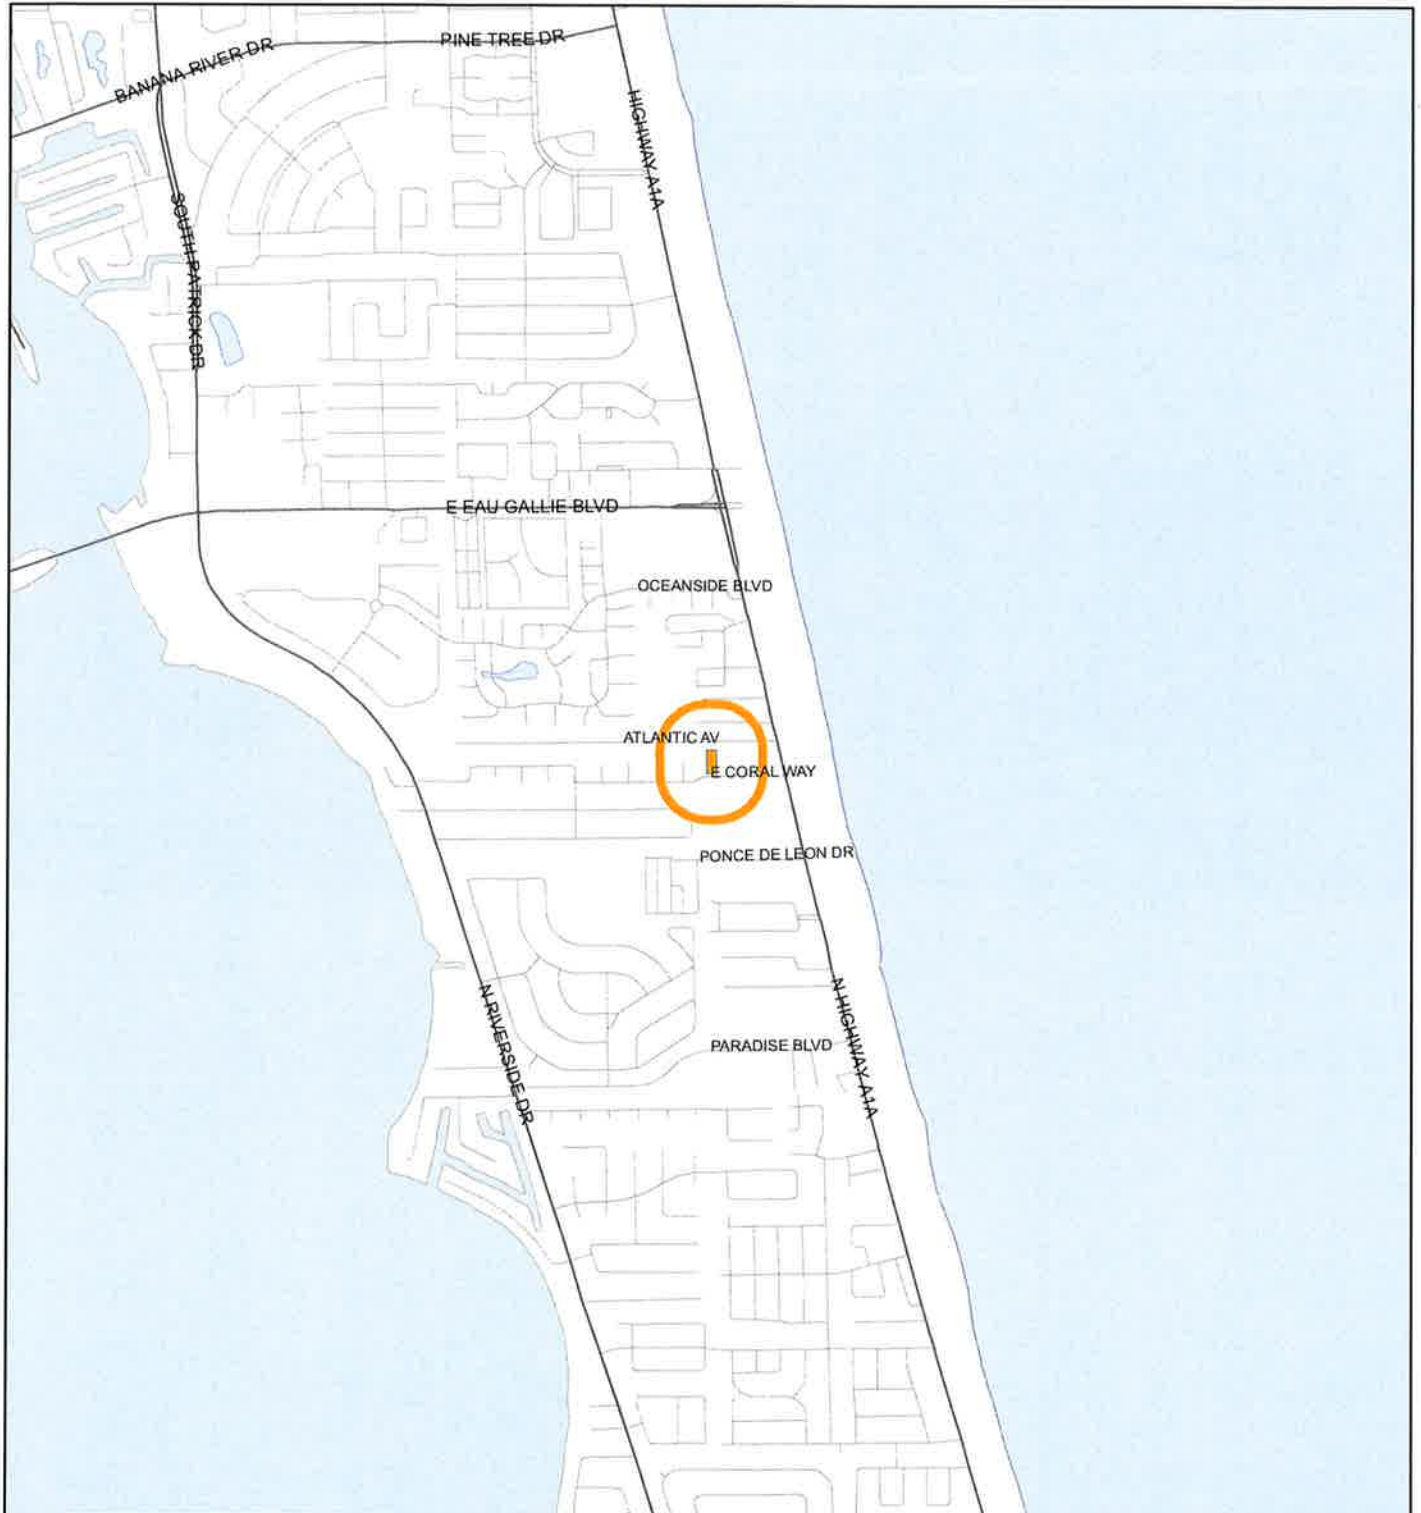 PINE TREE DR
BANANA RIVER DR
HIGHWAY A1A
SOUTH PATRICK DR
E EAU GALLIE BLVD
OCEANSIDE BLVD
ATLANTIC AV
E CORAL WAY
PONCE DE LEON DR
N RIVERSIDE DR
N HIGHWAY A1A
PARADISE BLVD